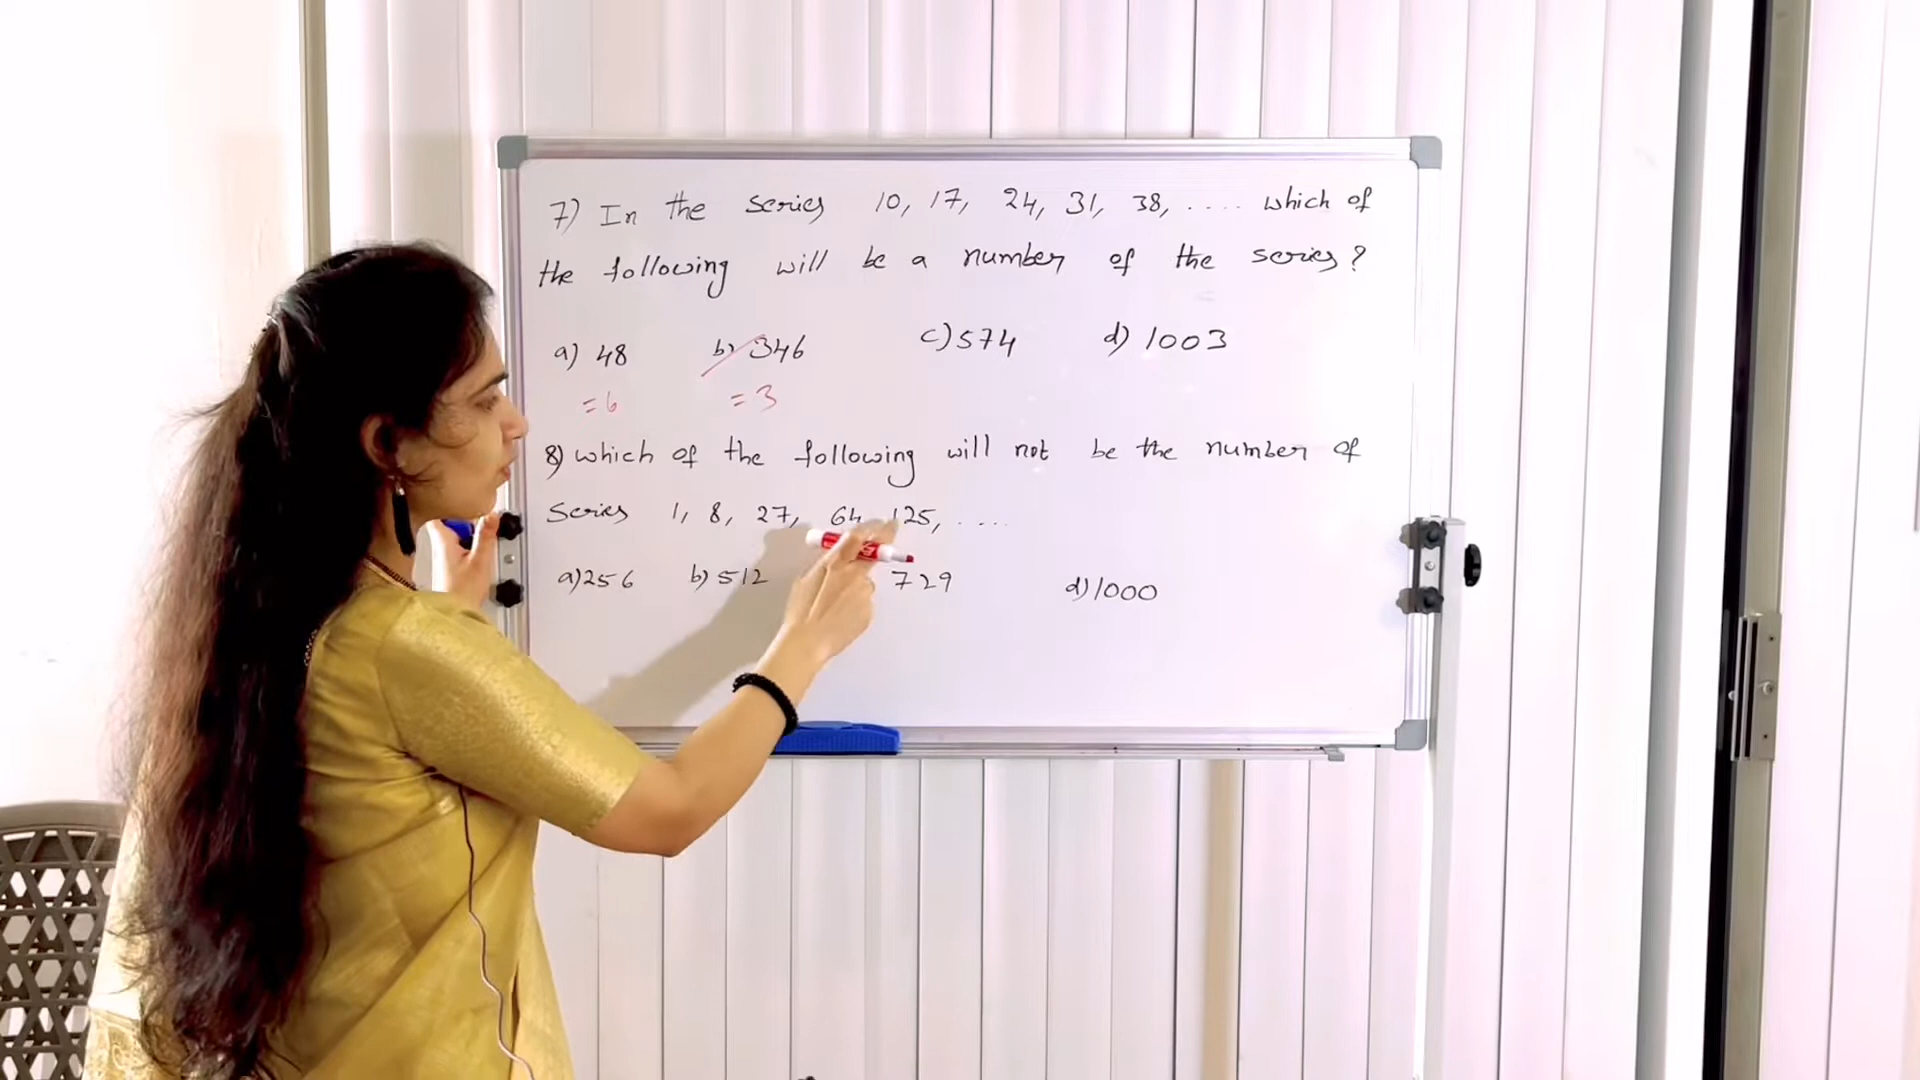 7) In the series 10, 17, 24, 31, 38, .... which of
the following will be a number of the series?
a) 48 b) 346 c) 574 d) 1003
= 6 = 3
8) which of the following will not be the number of
Series 1, 8, 27, 64 125, ....
a) 256 b) 512 729 d) 1000